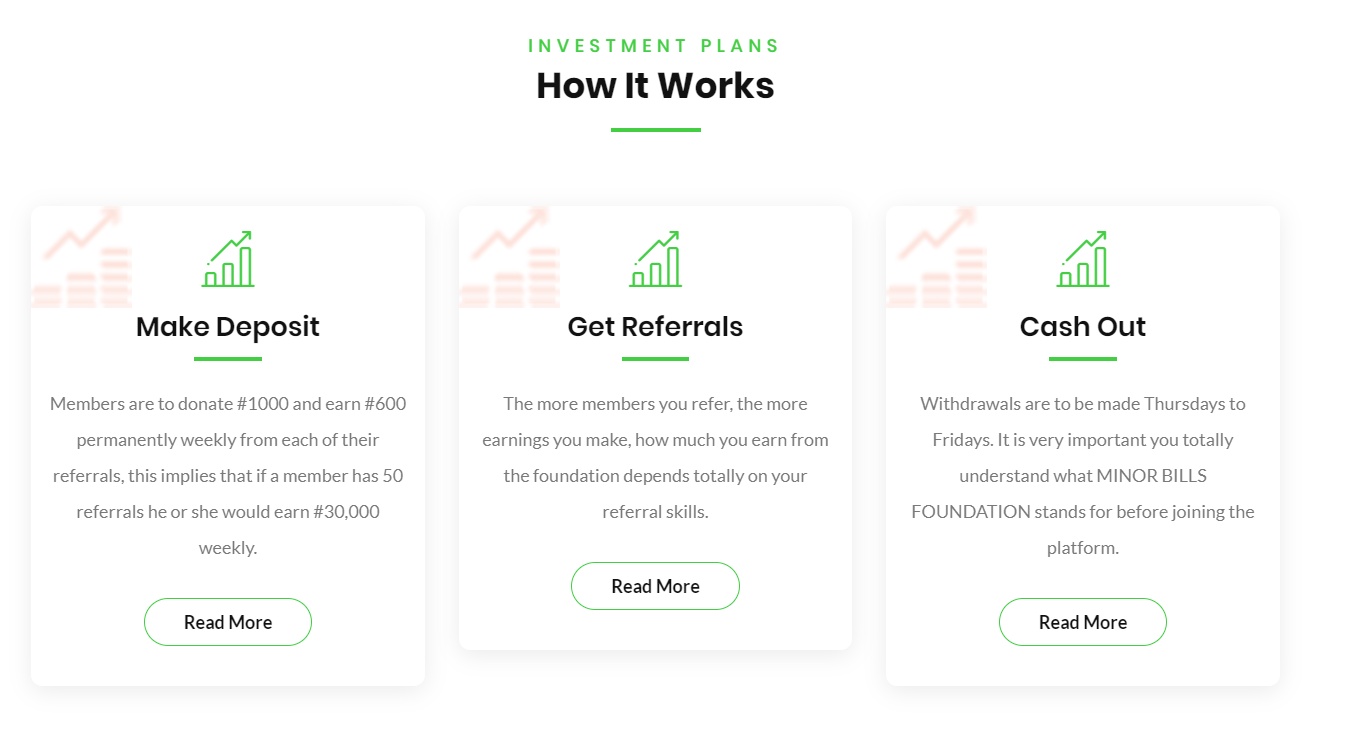 INVESTMENT PLANS
How It Works
Make Deposit
Members are to donate #1000 and earn #600
permanently weekly from each of their
referrals, this implies that if a member has 50
referrals he or she would earn #30,000
weekly.
Read More
Get Referrals
The more members you refer, the more
earnings you make, how much you earn from
the foundation depends totally on your
referral skills.
Read More
Cash Out
Withdrawals are to be made Thursdays to
Fridays. It is very important you totally
understand what MINOR BILLS
FOUNDATION stands for before joining the
platform.
Read More